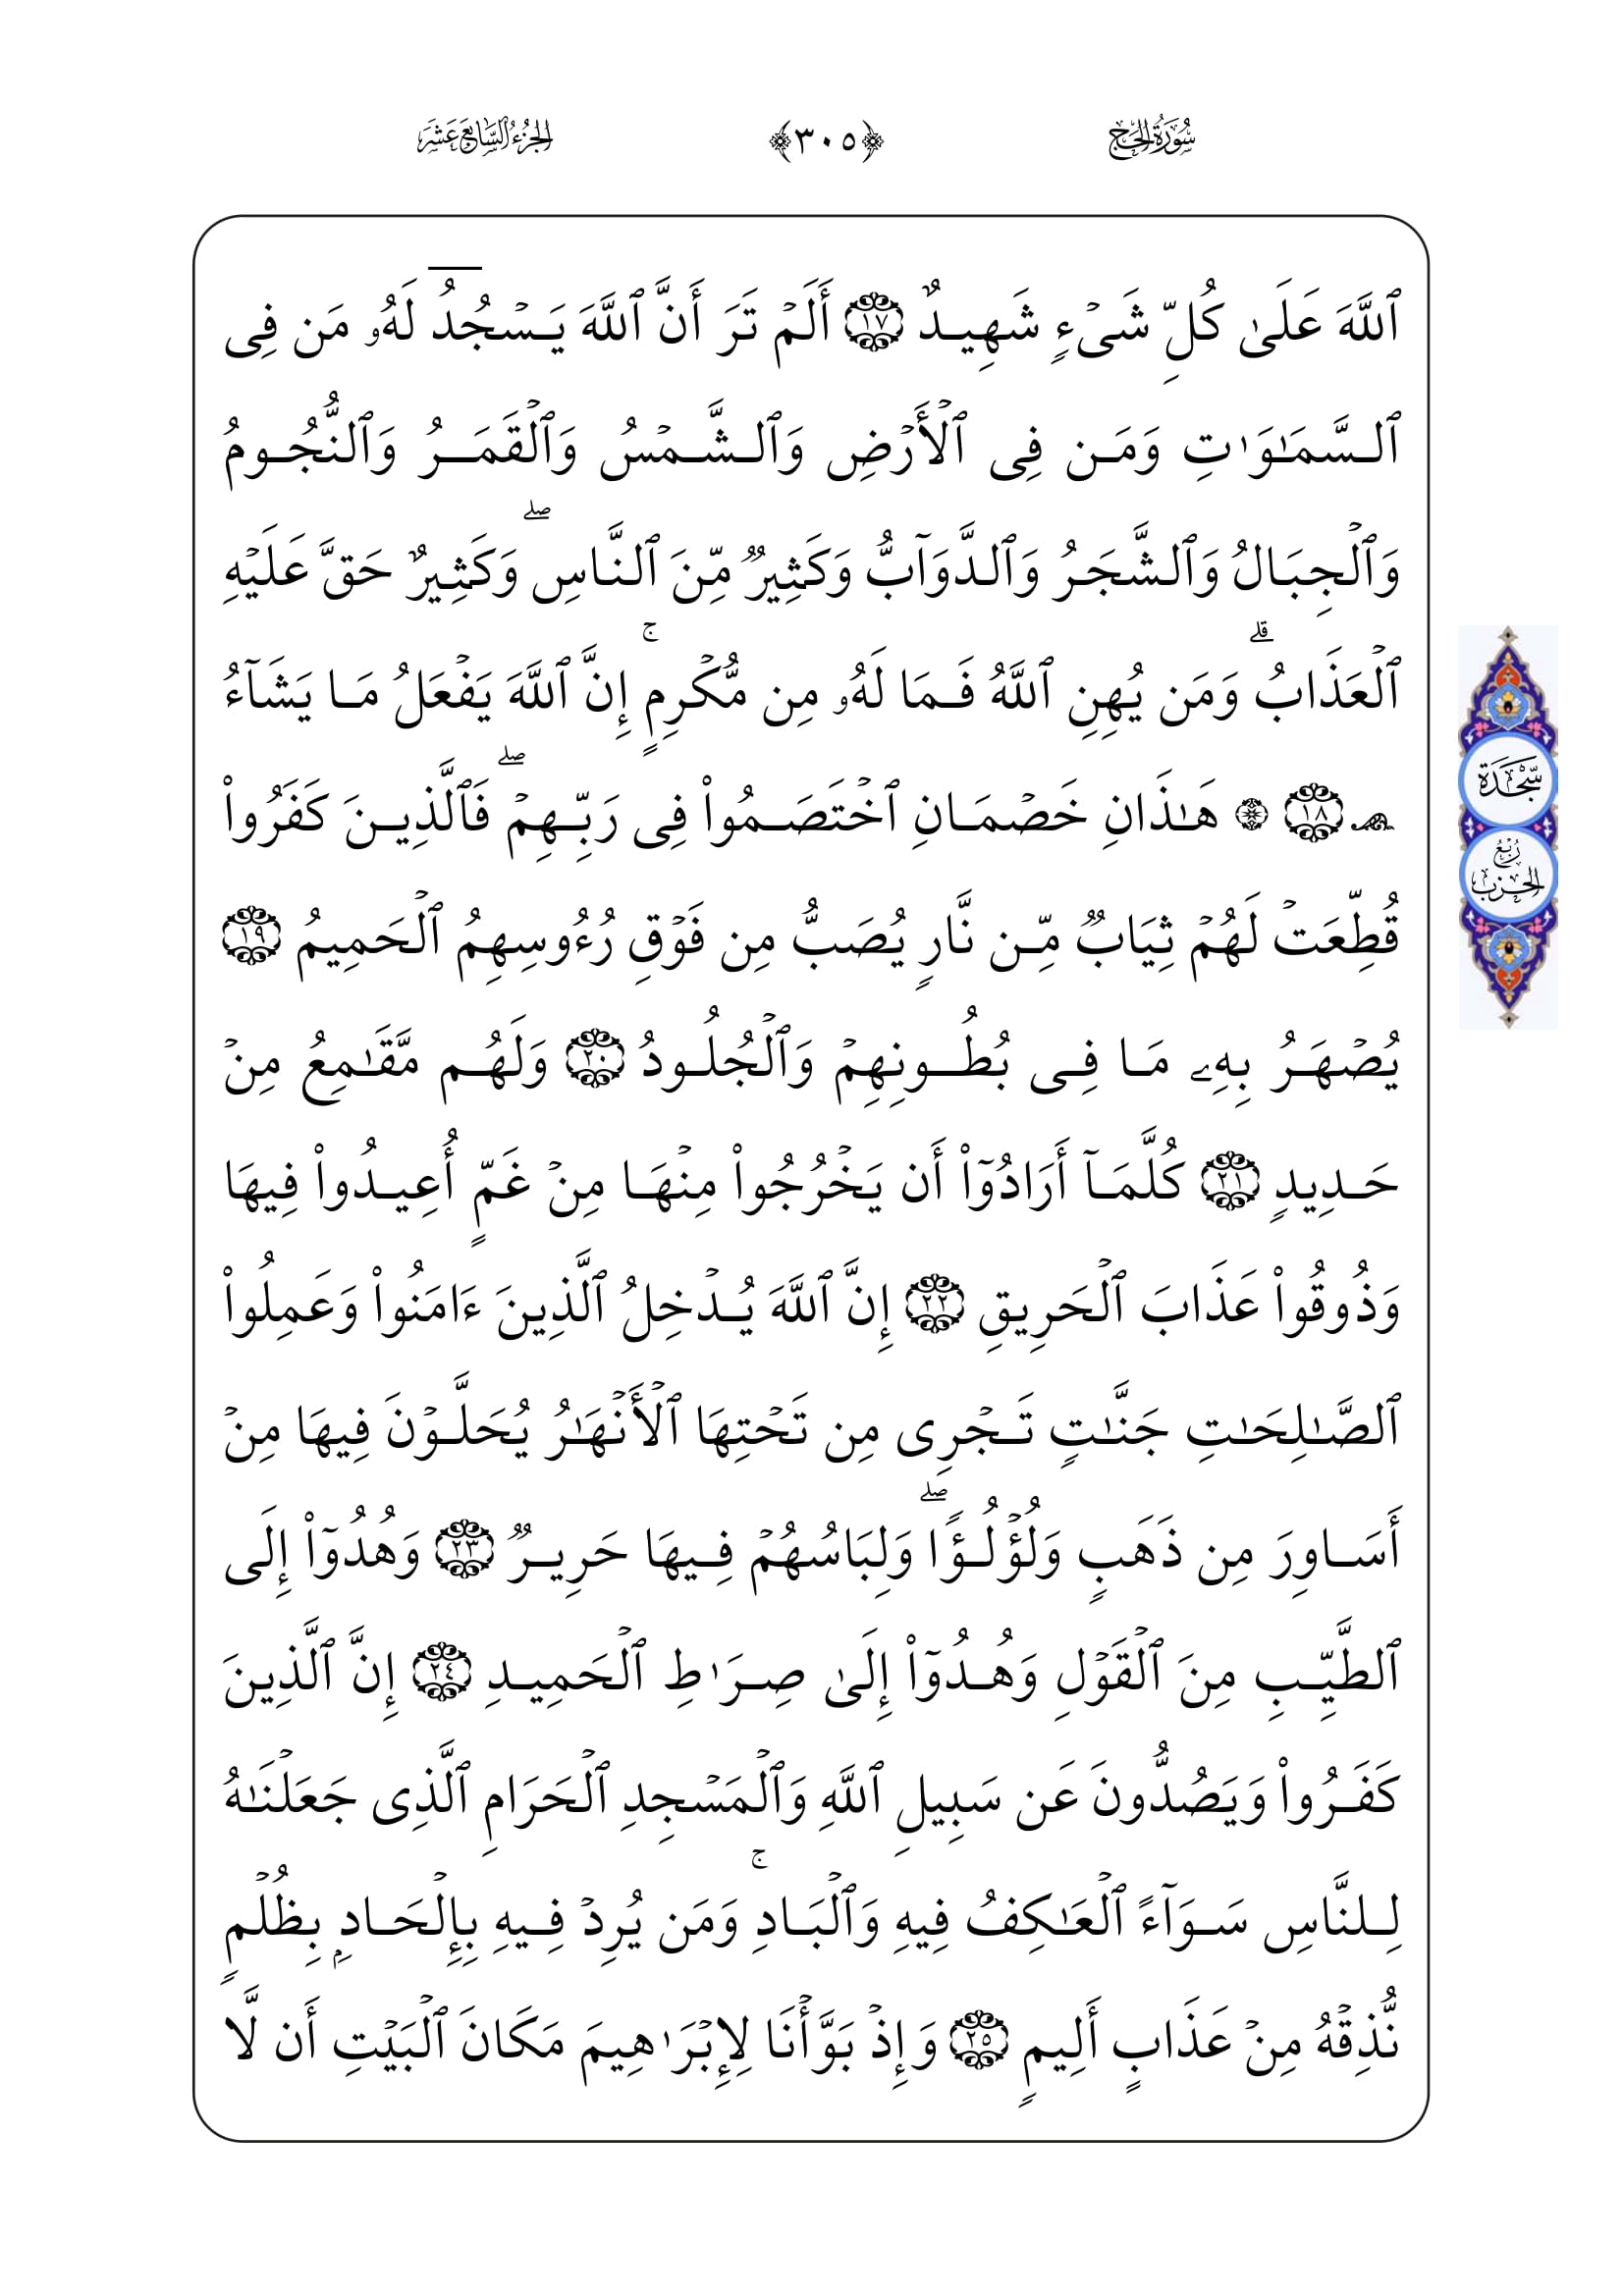 سُورَةُ الحَجّ ﴿٣٠٥﴾ الجُزْءُ السَّابِعَ عَشَرَ
ٱللَّهَ عَلَىٰ كُلِّ شَىۡءٍ شَهِيدٌ ١٧ أَلَمۡ تَرَ أَنَّ ٱللَّهَ يَسۡجُدُ لَهُۥ مَن فِى
ٱلسَّمَٰوَٰتِ وَمَن فِى ٱلۡأَرۡضِ وَٱلشَّمۡسُ وَٱلۡقَمَرُ وَٱلنُّجُومُ
وَٱلۡجِبَالُ وَٱلشَّجَرُ وَٱلدَّوَآبُّ وَكَثِيرٌ مِّنَ ٱلنَّاسِۖ وَكَثِيرٌ حَقَّ عَلَيۡهِ
ٱلۡعَذَابُۗ وَمَن يُهِنِ ٱللَّهُ فَمَا لَهُۥ مِن مُّكۡرِمٍۚ إِنَّ ٱللَّهَ يَفۡعَلُ مَا يَشَآءُ
۩ ١٨ ۞ هَٰذَانِ خَصۡمَانِ ٱخۡتَصَمُواْ فِى رَبِّهِمۡۖ فَٱلَّذِينَ كَفَرُواْ
قُطِّعَتۡ لَهُمۡ ثِيَابٌ مِّن نَّارٍ يُصَبُّ مِن فَوۡقِ رُءُوسِهِمُ ٱلۡحَمِيمُ ١٩
يُصۡهَرُ بِهِۦ مَا فِى بُطُونِهِمۡ وَٱلۡجُلُودُ ٢٠ وَلَهُم مَّقَٰمِعُ مِنۡ
حَدِيدٍ ٢١ كُلَّمَآ أَرَادُوٓاْ أَن يَخۡرُجُواْ مِنۡهَا مِنۡ غَمٍّ أُعِيدُواْ فِيهَا
وَذُوقُواْ عَذَابَ ٱلۡحَرِيقِ ٢٢ إِنَّ ٱللَّهَ يُدۡخِلُ ٱلَّذِينَ ءَامَنُواْ وَعَمِلُواْ
ٱلصَّٰلِحَٰتِ جَنَّٰتٍ تَجۡرِى مِن تَحۡتِهَا ٱلۡأَنۡهَٰرُ يُحَلَّوۡنَ فِيهَا مِنۡ
أَسَاوِرَ مِن ذَهَبٍ وَلُؤۡلُؤًاۖ وَلِبَاسُهُمۡ فِيهَا حَرِيرٌ ٢٣ وَهُدُوٓاْ إِلَى
ٱلطَّيِّبِ مِنَ ٱلۡقَوۡلِ وَهُدُوٓاْ إِلَىٰ صِرَٰطِ ٱلۡحَمِيدِ ٢٤ إِنَّ ٱلَّذِينَ
كَفَرُواْ وَيَصُدُّونَ عَن سَبِيلِ ٱللَّهِ وَٱلۡمَسۡجِدِ ٱلۡحَرَامِ ٱلَّذِى جَعَلۡنَٰهُ
لِلنَّاسِ سَوَآءً ٱلۡعَٰكِفُ فِيهِ وَٱلۡبَادِۚ وَمَن يُرِدۡ فِيهِ بِإِلۡحَادِۭ بِظُلۡمٍ
نُّذِقۡهُ مِنۡ عَذَابٍ أَلِيمٍ ٢٥ وَإِذۡ بَوَّأۡنَا لِإِبۡرَٰهِيمَ مَكَانَ ٱلۡبَيۡتِ أَن لَّا
سَّجْدَة
رُبْعُ
الحِزْب